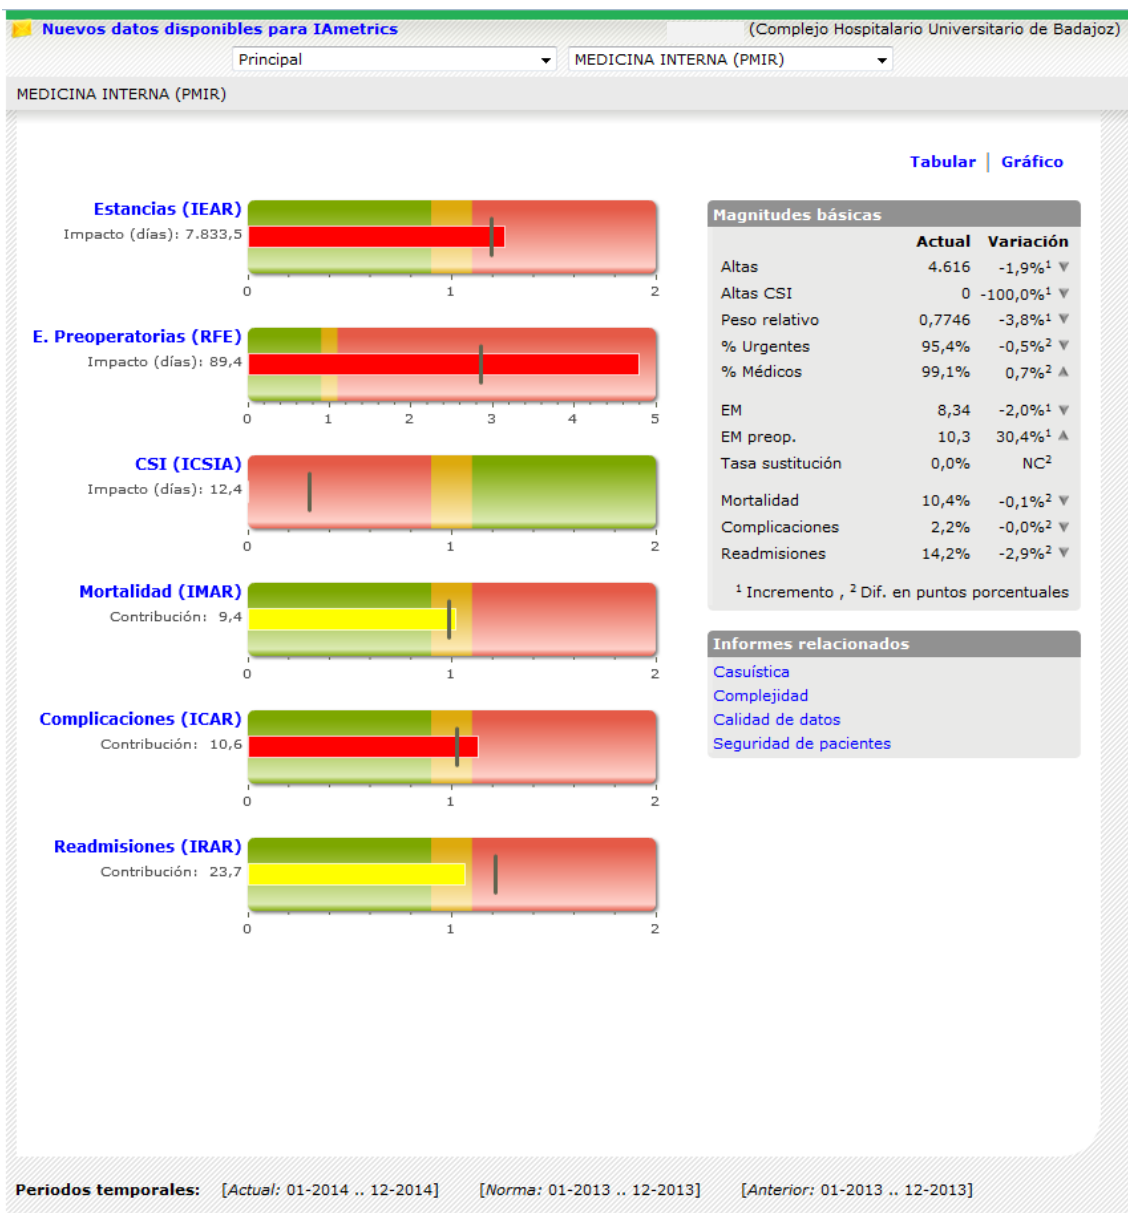 Nuevos datos disponibles para IAmetrics
(Complejo Hospitalario Universitario de Badajoz)
Principal
MEDICINA INTERNA (PMIR)
MEDICINA INTERNA (PMIR)
Tabular | Gráfico
Estancias (IEAR)
Impacto (días): 7.833,5
0 1 2
E. Preoperatorias (RFE)
Impacto (días): 89,4
0 1 2 3 4 5
CSI (ICSIA)
Impacto (días): 12,4
0 1 2
Mortalidad (IMAR)
Contribución: 9,4
0 1 2
Complicaciones (ICAR)
Contribución: 10,6
0 1 2
Readmisiones (IRAR)
Contribución: 23,7
0 1 2
Magnitudes básicas
Actual Variación
Altas 4.616 -1,9%¹ ▼
Altas CSI 0 -100,0%¹ ▼
Peso relativo 0,7746 -3,8%¹ ▼
% Urgentes 95,4% -0,5%² ▼
% Médicos 99,1% 0,7%² ▲
EM 8,34 -2,0%¹ ▼
EM preop. 10,3 30,4%¹ ▲
Tasa sustitución 0,0% NC²
Mortalidad 10,4% -0,1%² ▼
Complicaciones 2,2% -0,0%² ▼
Readmisiones 14,2% -2,9%² ▼
¹ Incremento , ² Dif. en puntos porcentuales
Informes relacionados
Casuística
Complejidad
Calidad de datos
Seguridad de pacientes
Periodos temporales: [Actual: 01-2014 .. 12-2014] [Norma: 01-2013 .. 12-2013] [Anterior: 01-2013 .. 12-2013]